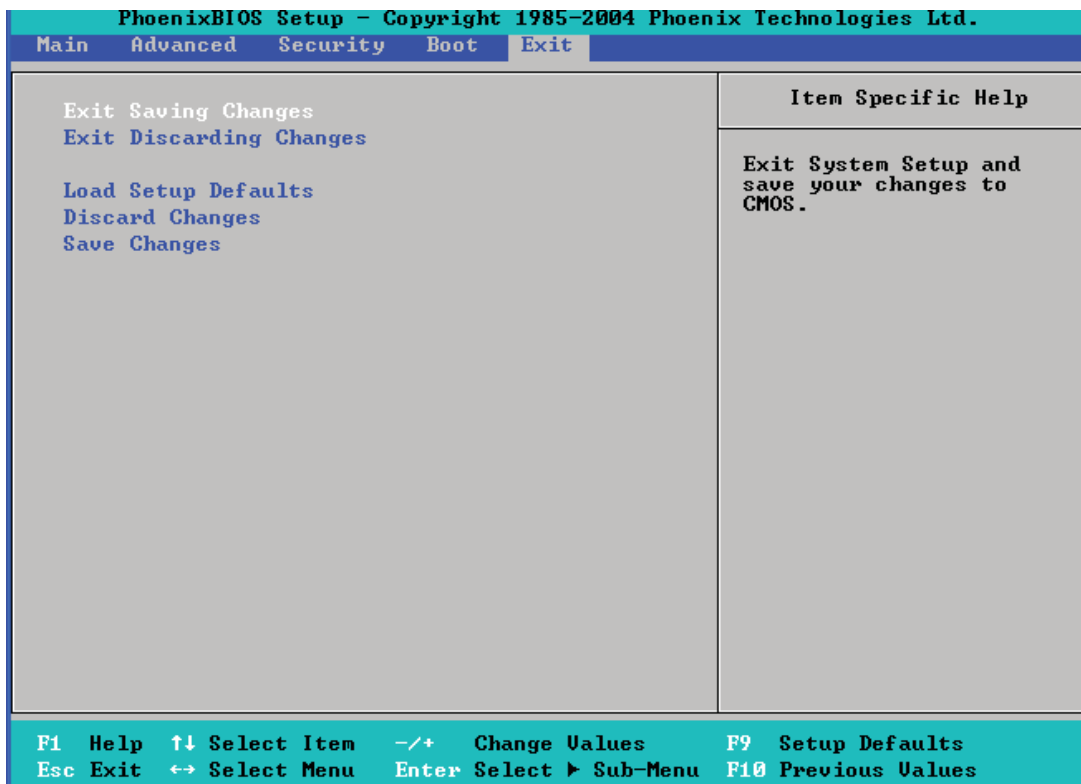 PhoenixBIOS Setup - Copyright 1985-2004 Phoenix Technologies Ltd.
Main Advanced Security Boot Exit
Exit Saving Changes
Exit Discarding Changes
Load Setup Defaults
Discard Changes
Save Changes
Item Specific Help
Exit System Setup and
save your changes to
CMOS.
F1 Help ↑↓ Select Item -/+ Change Values F9 Setup Defaults
Esc Exit ↔ Select Menu Enter Select ▶ Sub-Menu F10 Previous Values